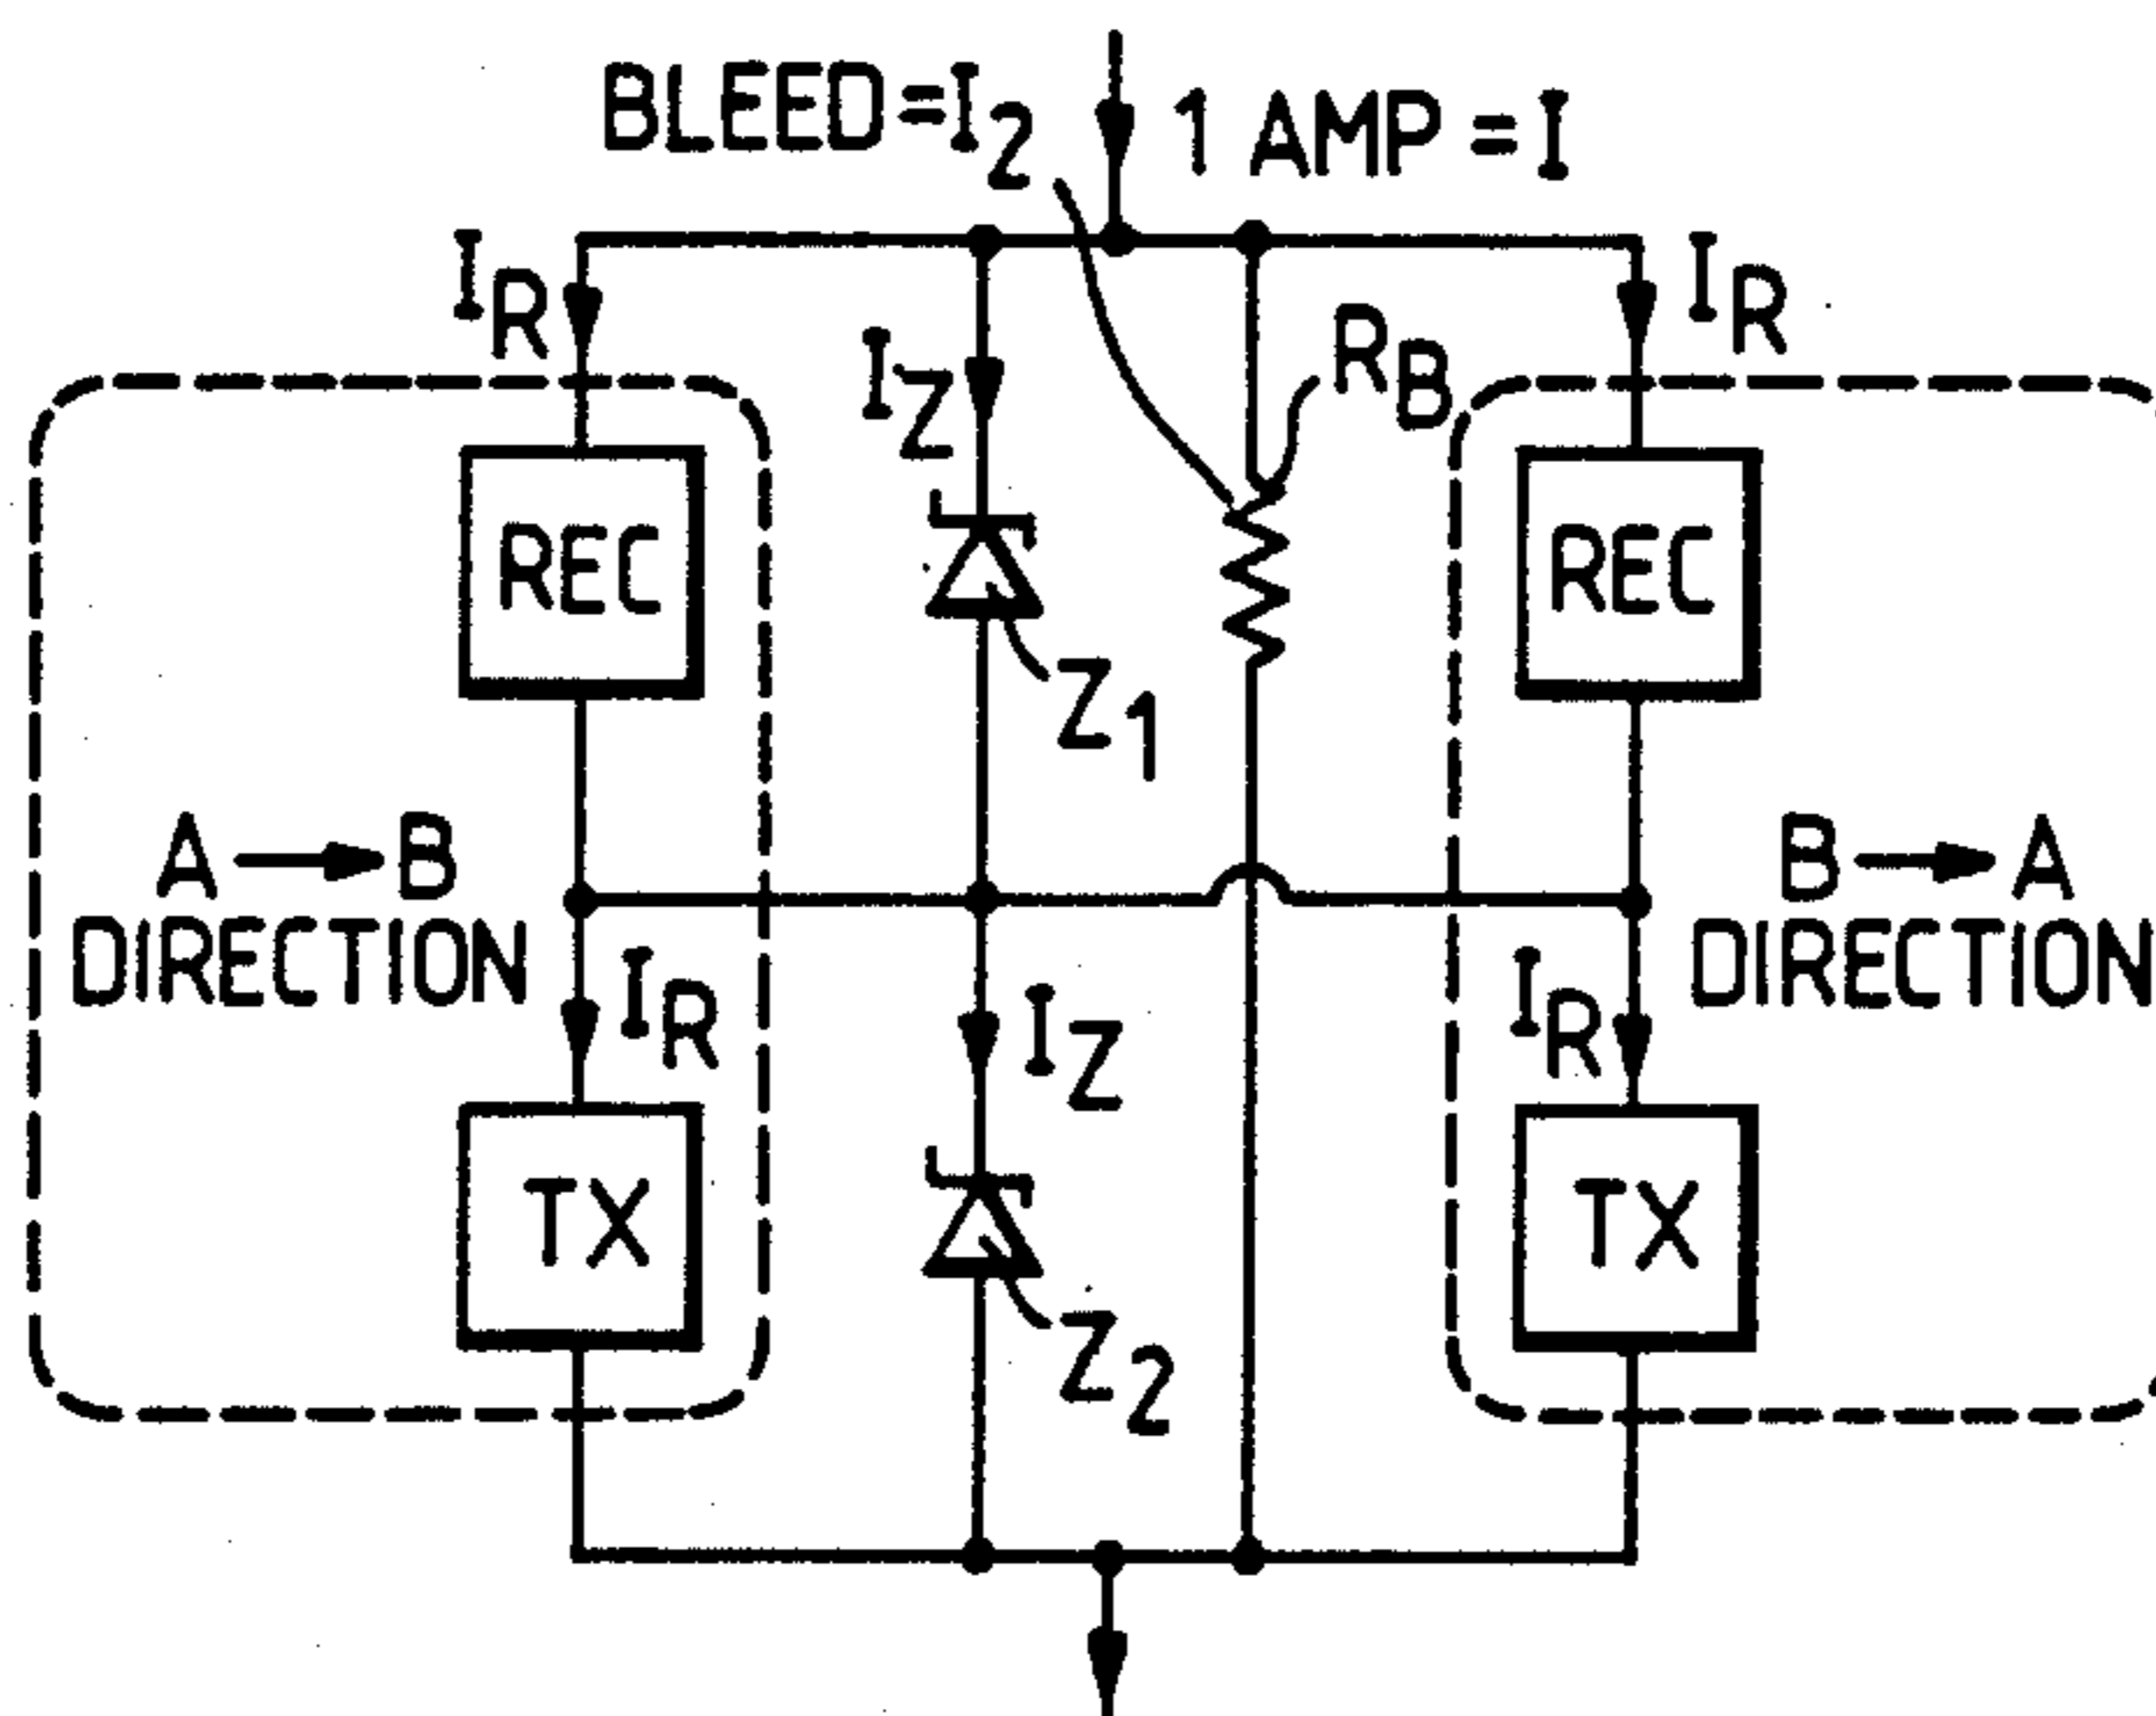 BLEED=I2
1 AMP=I
IR
IR
IZ
RB
REC
REC
Z1
A→B
DIRECTION
B→A
DIRECTION
IR
IZ
IR
TX
TX
Z2